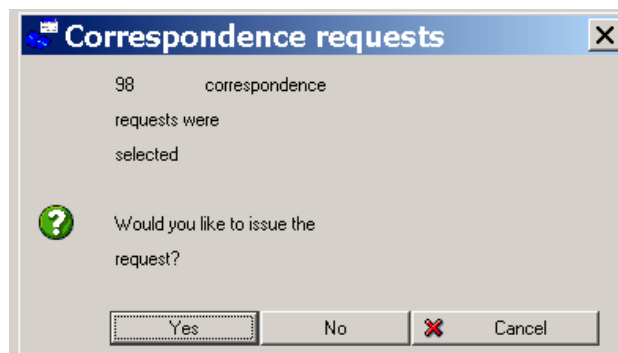 Correspondence requests
98 correspondence
requests were
selected
Would you like to issue the
request?
Yes No Cancel